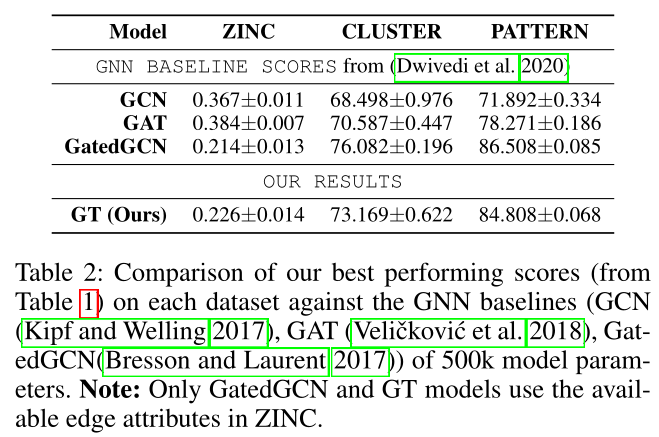 Model ZINC CLUSTER PATTERN
GNN BASELINE SCORES from (Dwivedi et al. 2020)
GCN 0.367±0.011 68.498±0.976 71.892±0.334
GAT 0.384±0.007 70.587±0.447 78.271±0.186
GatedGCN 0.214±0.013 76.082±0.196 86.508±0.085
OUR RESULTS
GT (Ours) 0.226±0.014 73.169±0.622 84.808±0.068
Table 2: Comparison of our best performing scores (from
Table 1) on each dataset against the GNN baselines (GCN
(Kipf and Welling 2017), GAT (Veličković et al. 2018), Gat-
edGCN(Bresson and Laurent 2017)) of 500k model param-
eters. Note: Only GatedGCN and GT models use the avail-
able edge attributes in ZINC.